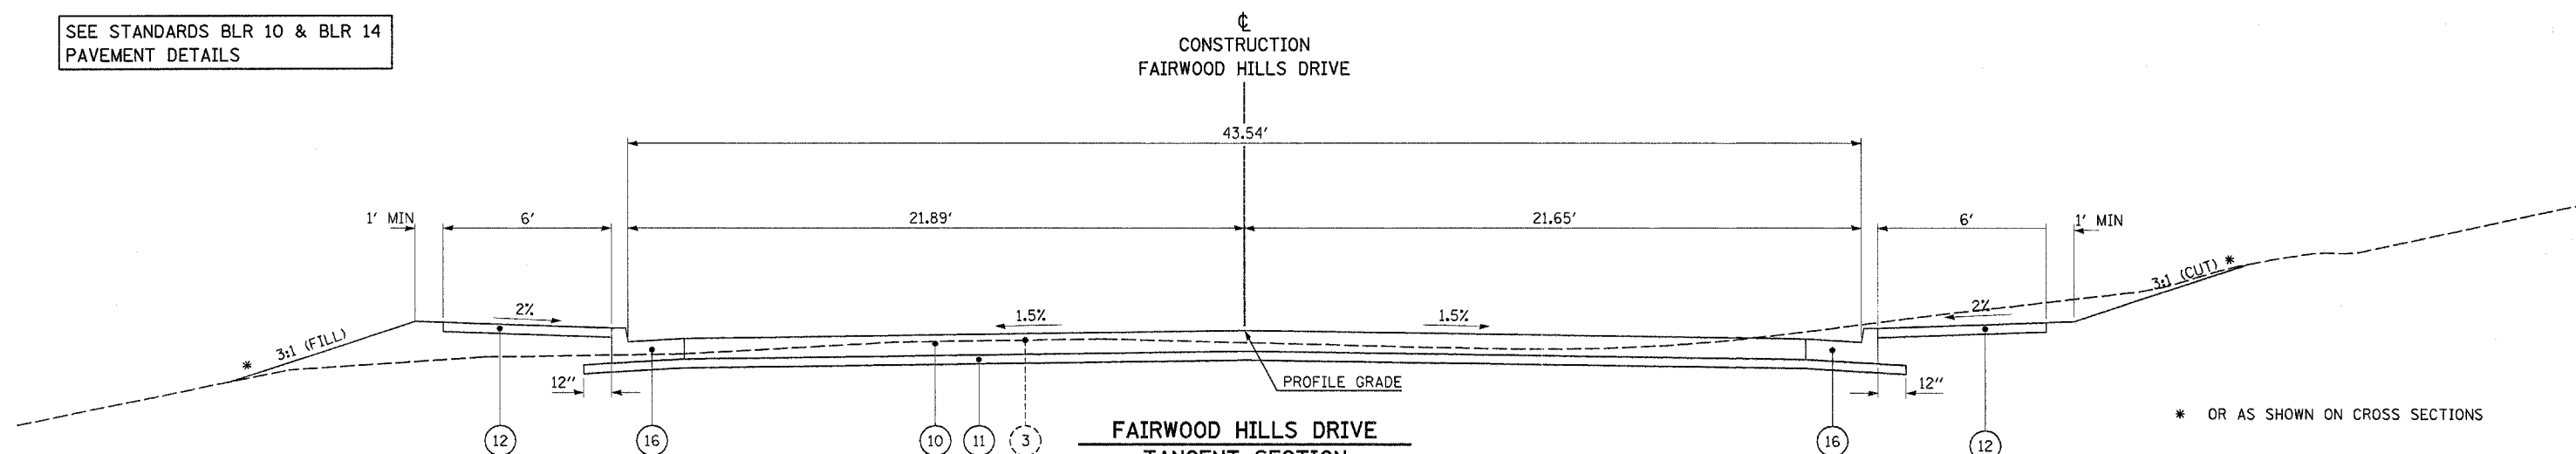 SEE STANDARDS BLR 10 & BLR 14
PAVEMENT DETAILS
℄
CONSTRUCTION
FAIRWOOD HILLS DRIVE
43.54'
1' MIN
6'
21.89'
21.65'
6'
1' MIN
* 3:1 (FILL)
2%
1.5%
1.5%
2%
3:1 (CUT) *
12"
PROFILE GRADE
12"
* OR AS SHOWN ON CROSS SECTIONS
12
16
10
11
3
FAIRWOOD HILLS DRIVE
16
12
TANGENT SECTION